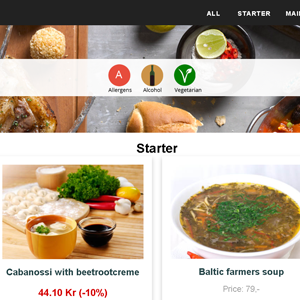 ALL STARTER MAI
A
Allergens Alcohol Vegetarian
Starter
Cabanossi with beetrootcreme
44.10 Kr (-10%)
Baltic farmers soup
Price: 79,-